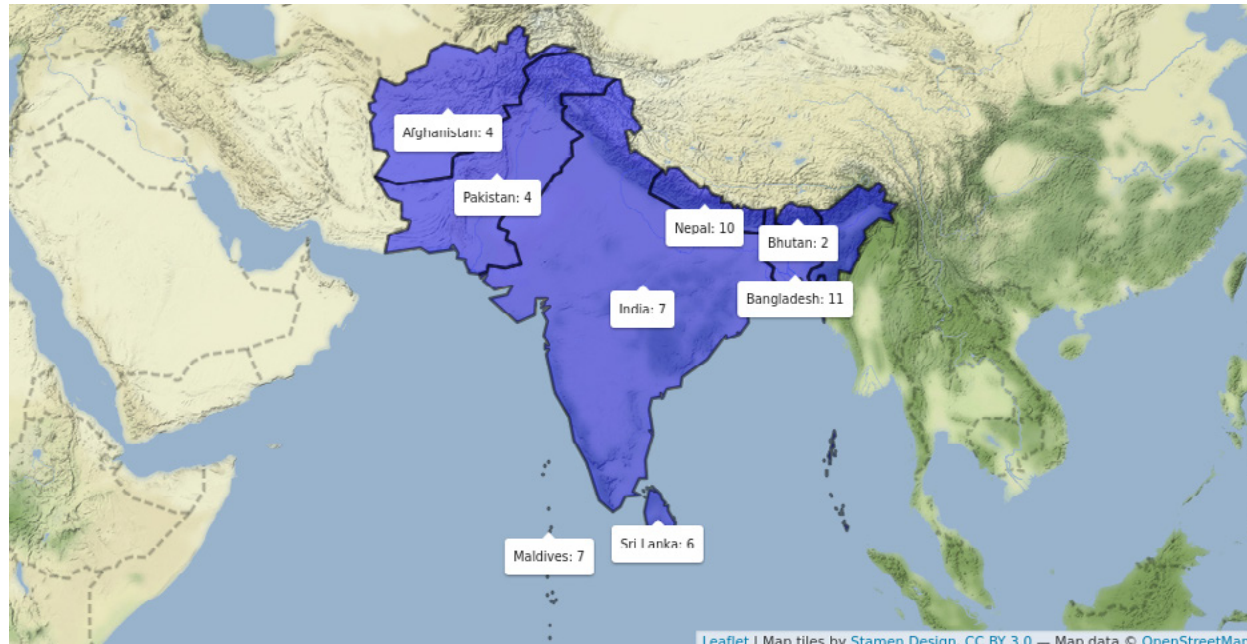 Afghanistan: 4
Pakistan: 4
Nepal: 10
Bhutan: 2
Bangladesh: 11
India: 7
Sri Lanka: 6
Maldives: 7
Leaflet | Map tiles by Stamen Design, CC BY 3.0 — Map data © OpenStreetMap